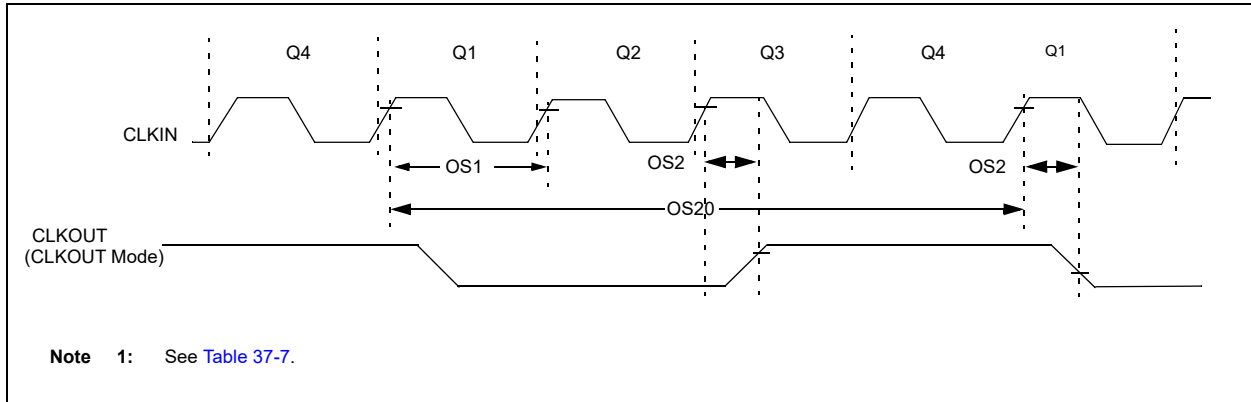 Q4 Q1 Q2 Q3 Q4 Q1
CLKIN
OS1 OS2 OS2
OS20
CLKOUT
(CLKOUT Mode)
Note 1: See Table 37-7.